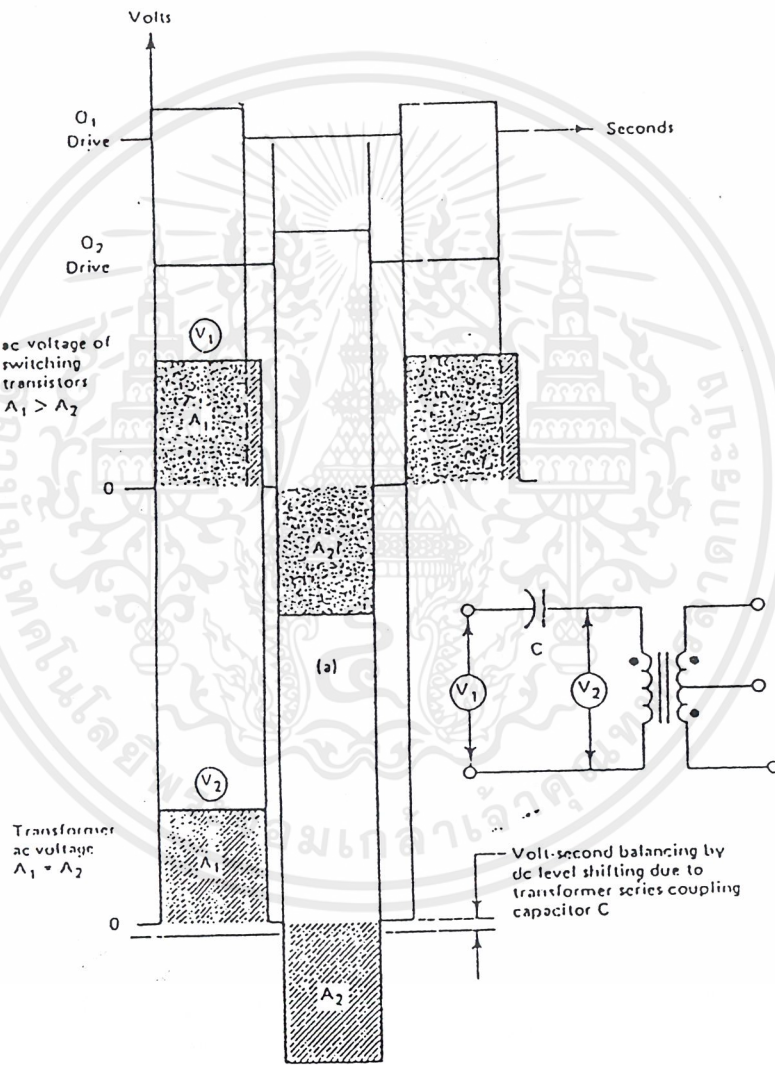 Volts
Q₁
Drive
Seconds
Q₂
Drive
V₁
ac voltage of
switching
transistors
A₁ > A₂
A₁
0
A₂
(a)
C
V₁
V₂
V₂
Transformer
ac voltage
A₁ = A₂
A₁
Volt-second balancing by
dc level shifting due to
transformer series coupling
capacitor C
0
A₂